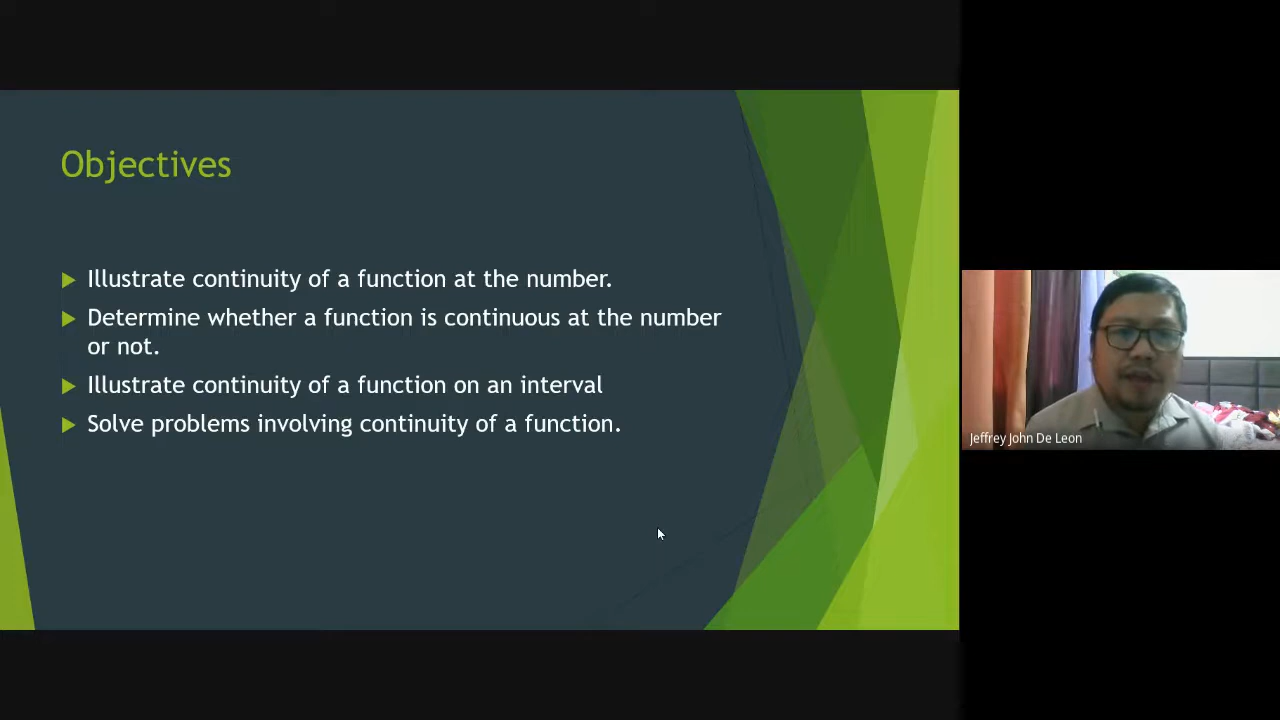 Objectives
Illustrate continuity of a function at the number.
Determine whether a function is continuous at the number
or not.
Illustrate continuity of a function on an interval
Solve problems involving continuity of a function.
Jeffrey John De Leon